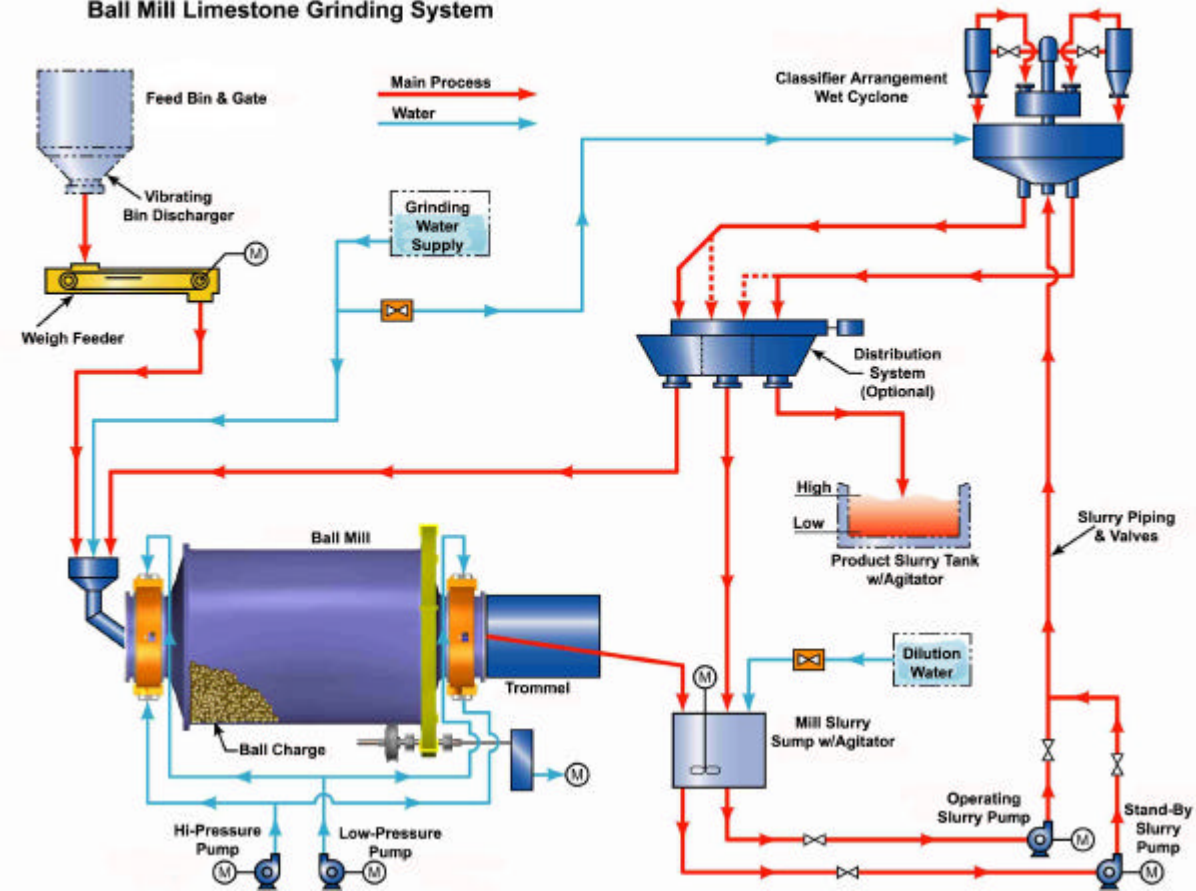 Ball Mill Limestone Grinding System
Feed Bin & Gate
Main Process
Water
Classifier Arrangement
Wet Cyclone
Vibrating
Bin Discharger
Grinding
Water
Supply
M
Weigh Feeder
Distribution
System
(Optional)
High
Low
Product Slurry Tank
w/Agitator
Slurry Piping
& Valves
Ball Mill
Trommel
Dilution
Water
M
Mill Slurry
Sump w/Agitator
Ball Charge
M
Operating
Slurry Pump
M
Stand-By
Slurry
Pump
M
Hi-Pressure
Pump
M
Low-Pressure
Pump
M